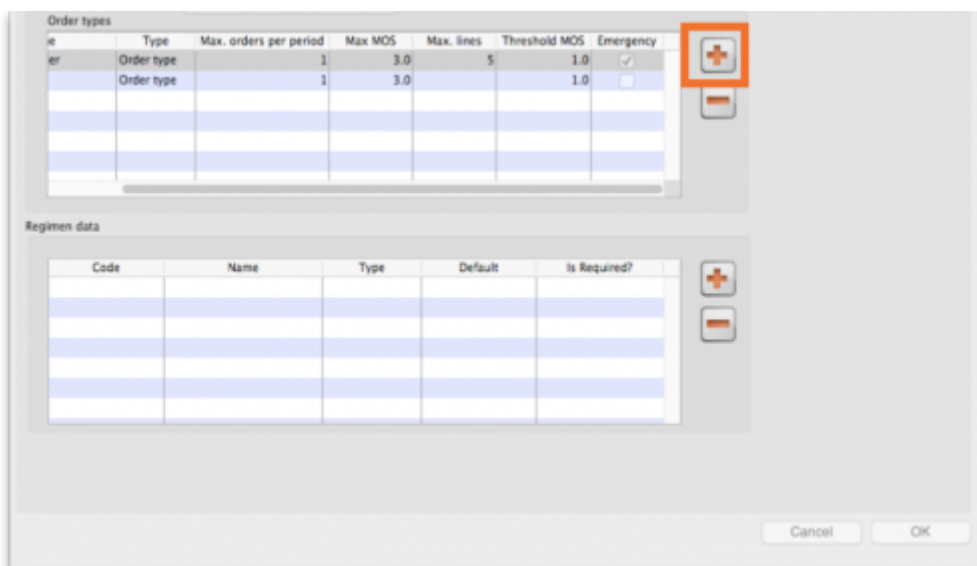 Order types
e Type Max. orders per period Max MOS Max. lines Threshold MOS Emergency
er Order type 1 3.0 5 1.0
Order type 1 3.0 1.0
Regimen data
Code Name Type Default Is Required?
Cancel OK